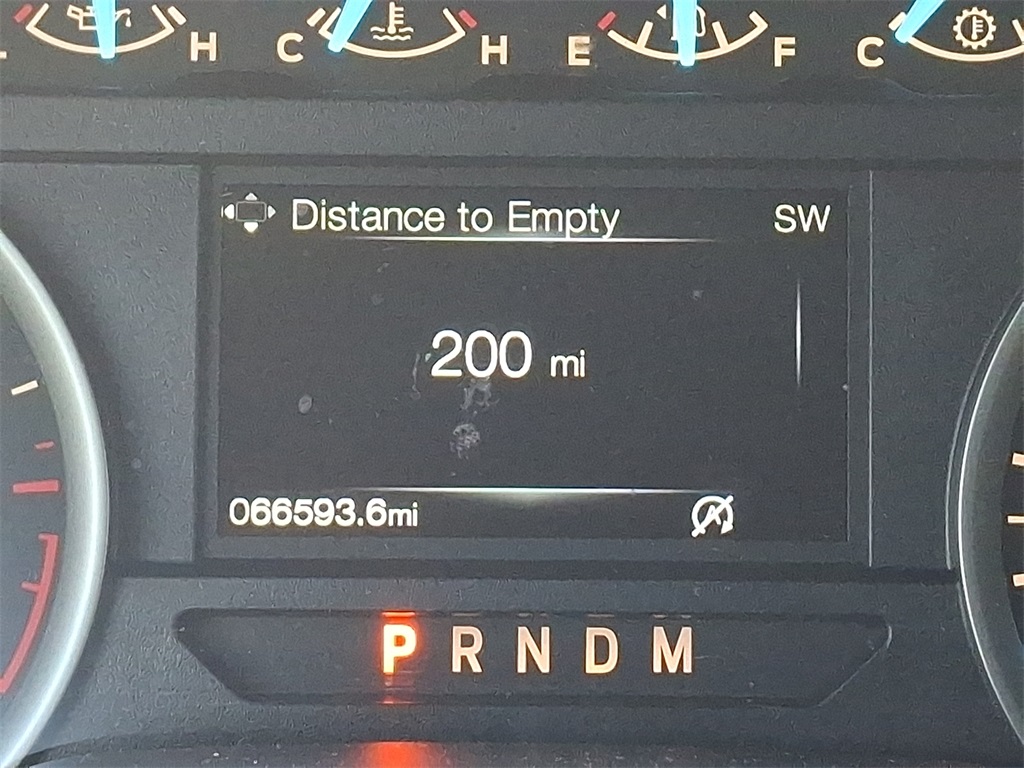 H C H E F C
Distance to Empty SW
200 mi
066593.6mi
P R N D M